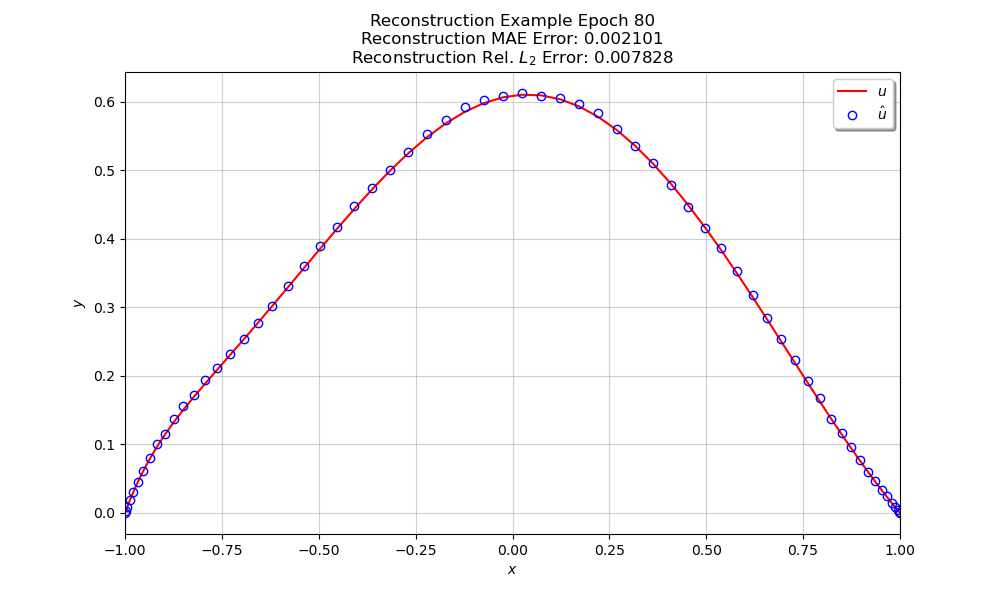 Reconstruction Example Epoch 80
Reconstruction MAE Error: 0.002101
Reconstruction Rel. $L_2$ Error: 0.007828
u
û
y
0.6
0.5
0.4
0.3
0.2
0.1
0.0
−1.00 −0.75 −0.50 −0.25 0.00 0.25 0.50 0.75 1.00
x